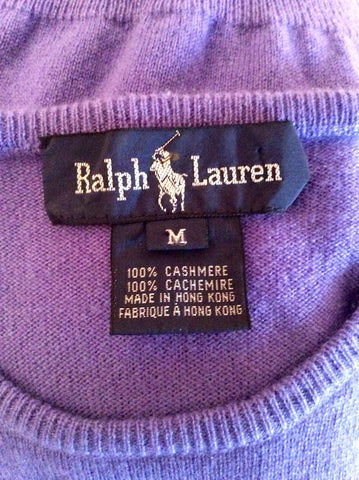 Ralph Lauren
M
100% CASHMERE
100% CACHEMIRE
MADE IN HONG KONG
FABRIQUE À HONG KONG